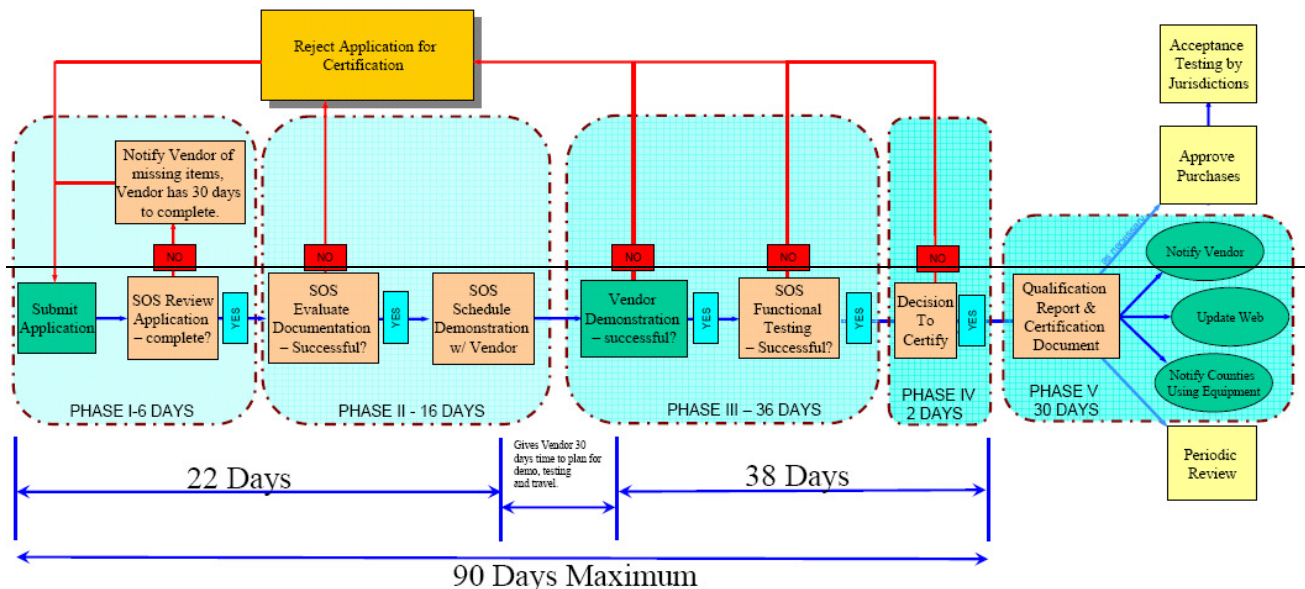 Reject Application for
Certification
Acceptance
Testing by
Jurisdictions
Notify Vendor of
missing items,
Vendor has 30 days
to complete.
Approve
Purchases
as necessary
NO
NO
NO
NO
NO
Submit
Application
SOS Review
Application
– complete?
YES
SOS
Evaluate
Documentation
– Successful?
YES
SOS
Schedule
Demonstration
w/ Vendor
Vendor
Demonstration
– successful?
YES
SOS
Functional
Testing
– Successful?
YES
Decision
To
Certify
YES
Qualification
Report &
Certification
Document
Notify Vendor
Update Web
Notify Counties
Using Equipment
PHASE I-6 DAYS
PHASE II - 16 DAYS
PHASE III – 36 DAYS
PHASE IV
2 DAYS
PHASE V
30 DAYS
Periodic
Review
22 Days
Gives Vendor 30
days time to plan for
demo, testing
and travel.
38 Days
90 Days Maximum